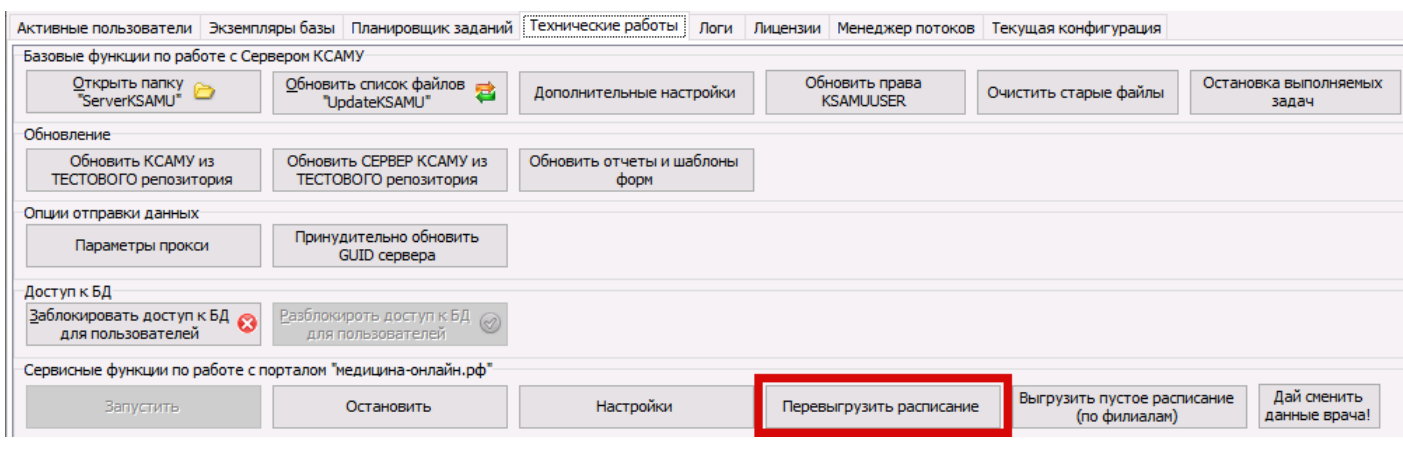 Активные пользователи Экземпляры базы Планировщик заданий Технические работы Логи Лицензии Менеджер потоков Текущая конфигурация
Базовые функции по работе с Сервером КСАМУ
Открыть папку
"ServerKSAMU"
Обновить список файлов
"UpdateKSAMU"
Дополнительные настройки
Обновить права
KSAMUUSER
Очистить старые файлы
Остановка выполняемых
задач
Обновление
Обновить КСАМУ из
ТЕСТОВОГО репозитория
Обновить СЕРВЕР КСАМУ из
ТЕСТОВОГО репозитория
Обновить отчеты и шаблоны
форм
Опции отправки данных
Параметры прокси
Принудительно обновить
GUID сервера
Доступ к БД
Заблокировать доступ к БД
для пользователей
Разблокироть доступ к БД
для пользователей
Сервисные функции по работе с порталом "медицина-онлайн.рф"
Запустить
Остановить
Настройки
Перевыгрузить расписание
Выгрузить пустое расписание
(по филиалам)
Дай сменить
данные врача!